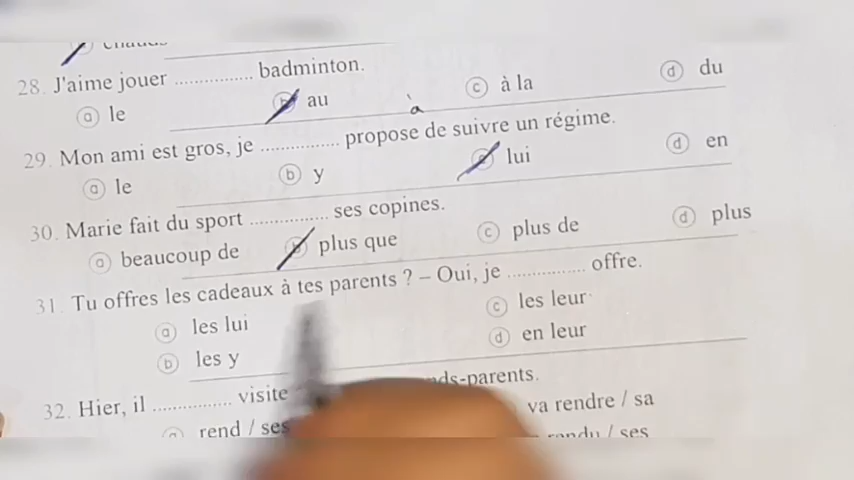 28. J'aime jouer ............... badminton.
ⓐ le ⓑ au ⓒ à la ⓓ du
à
29. Mon ami est gros, je ............... propose de suivre un régime.
ⓐ le ⓑ y ⓒ lui ⓓ en
30. Marie fait du sport ............... ses copines.
ⓐ beaucoup de ⓑ plus que ⓒ plus de ⓓ plus
31. Tu offres les cadeaux à tes parents ? – Oui, je ............... offre.
ⓐ les lui ⓒ les leur
ⓑ les y ⓓ en leur
32. Hier, il ............... visite
ⓐ rend / ses va rendre / sa
/ ses